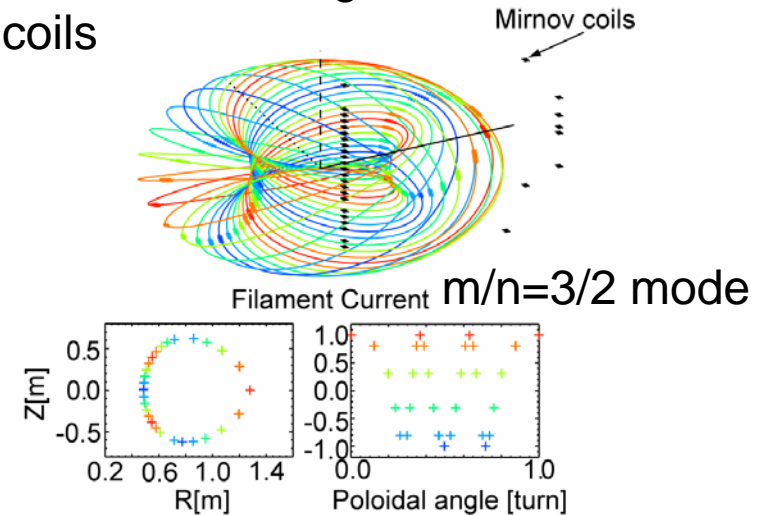 coils
Mirnov coils
Filament Current
m/n=3/2 mode
0.5
0.0
-0.5
Z[m]
0.2 0.6 1.0 1.4
R[m]
1.0
0.5
0.0
-0.5
-1.0
0.0 1.0
Poloidal angle [turn]